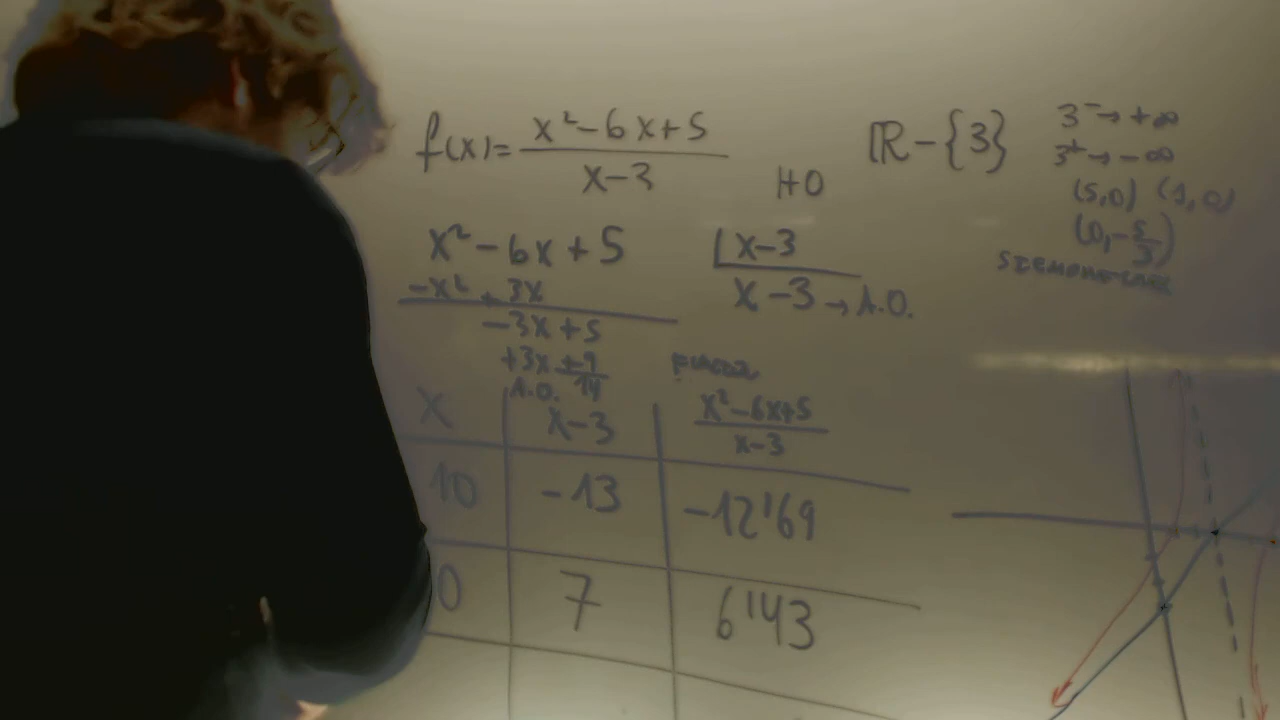 f(x)= x²-6x+5 / x-3
ℝ-{3}
3⁻→+∞
3⁺→-∞
(5,0) (1,0)
(0,-5/3)
H0
x²-6x+5 | x-3
-x²+3x
x-3→A.O.
-3x+5
+3x±9
14
A.O.
x | x-3 | x²-6x+5 / x-3
10 | -13 | -12'69
0 | 7 | 6'43